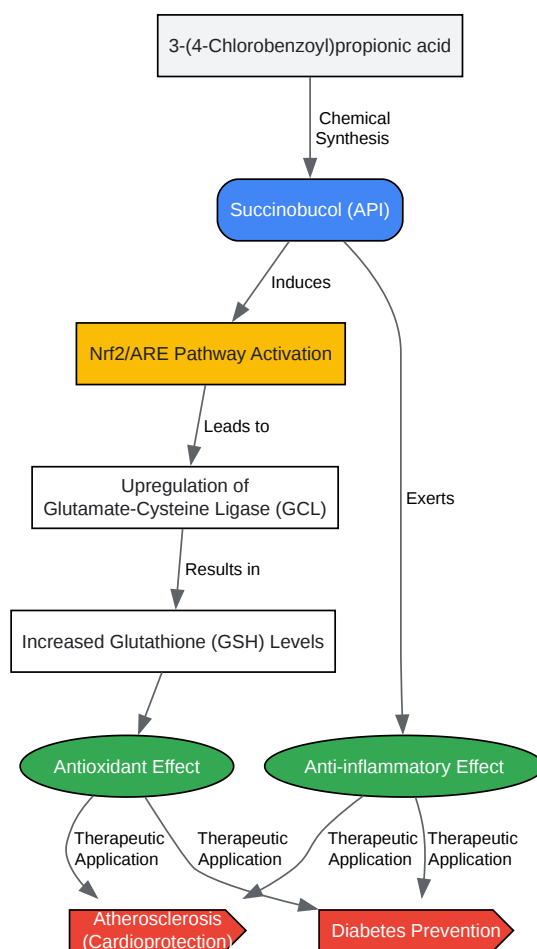 3-(4-Chlorobenzoyl)propionic acid
Chemical
Synthesis
Succinobucol (API)
Induces
Nrf2/ARE Pathway Activation
Leads to
Upregulation of
Glutamate-Cysteine Ligase (GCL)
Exerts
Results in
Increased Glutathione (GSH) Levels
Antioxidant Effect
Anti-inflammatory Effect
Therapeutic
Application
Therapeutic
Application
Therapeutic
Application
Therapeutic
Application
Atherosclerosis
(Cardioprotection)
Diabetes Prevention